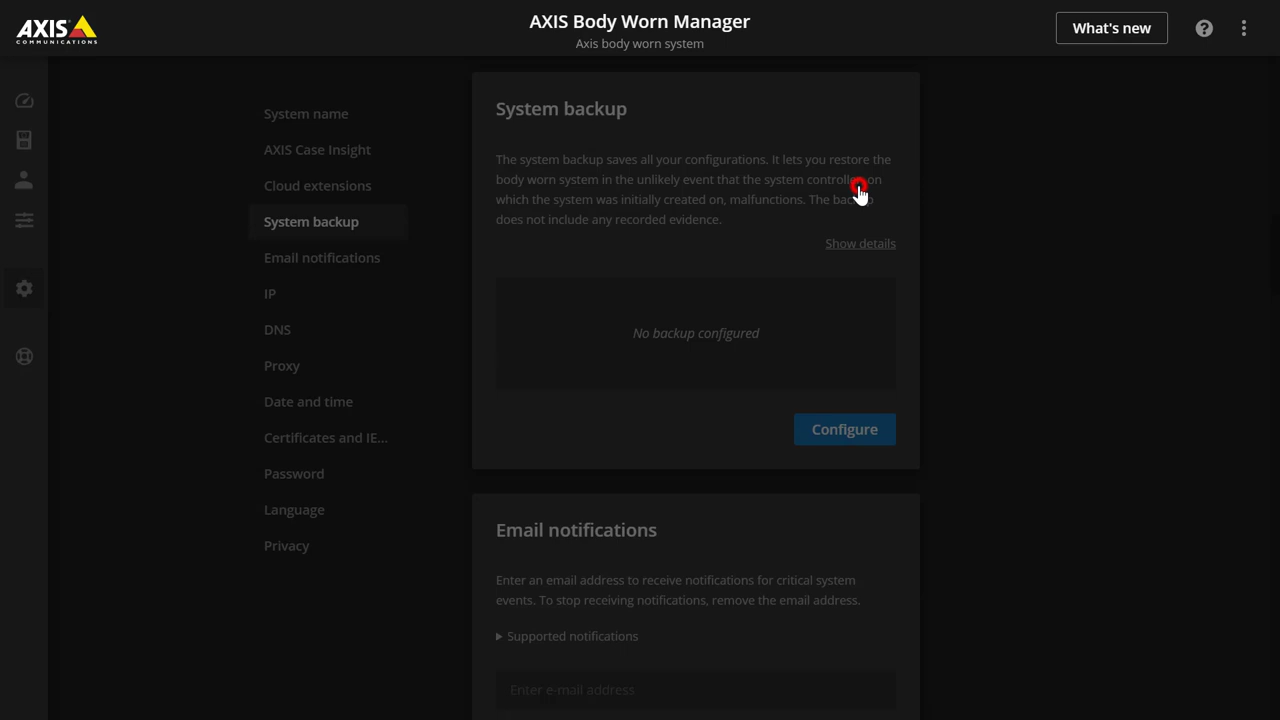 AXIS
COMMUNICATIONS
AXIS Body Worn Manager
Axis body worn system
What's new
System name
AXIS Case Insight
Cloud extensions
System backup
Email notifications
IP
DNS
Proxy
Date and time
Certificates and IE...
Password
Language
Privacy
System backup
The system backup saves all your configurations. It lets you restore the
body worn system in the unlikely event that the system controller on
which the system was initially created on, malfunctions. The backup
does not include any recorded evidence.
Show details
No backup configured
Configure
Email notifications
Enter an email address to receive notifications for critical system
events. To stop receiving notifications, remove the email address.
Supported notifications
Enter e-mail address